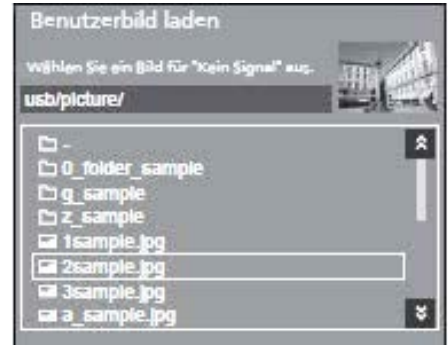 Benutzerbild laden
Wählen Sie ein Bild für "Kein Signal" aus.
usb/picture/
..
0_folder_sample
g_sample
z_sample
1sample.jpg
2sample.jpg
3sample.jpg
a_sample.jpg